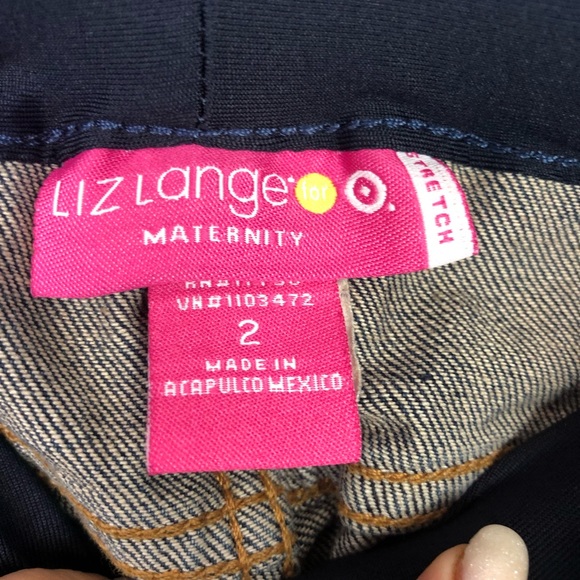 LIZ Lange for
MATERNITY
STRETCH
VN#1103472
2
MADE IN
ACAPULCO MEXICO